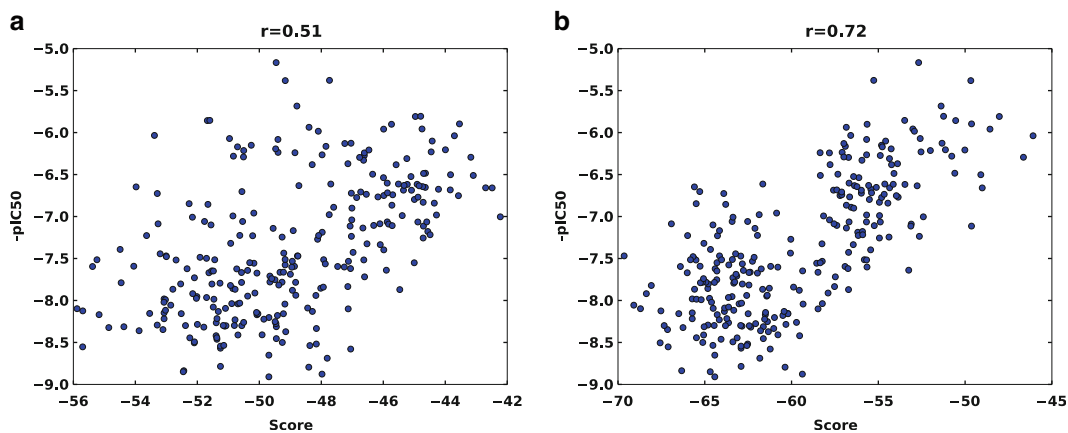 a
r=0.51
−5.0
−5.5
−6.0
−6.5
−7.0
−7.5
−8.0
−8.5
−9.0
-pIC50
−56 −54 −52 −50 −48 −46 −44 −42
Score
b
r=0.72
−5.0
−5.5
−6.0
−6.5
−7.0
−7.5
−8.0
−8.5
−9.0
-pIC50
−70 −65 −60 −55 −50 −45
Score